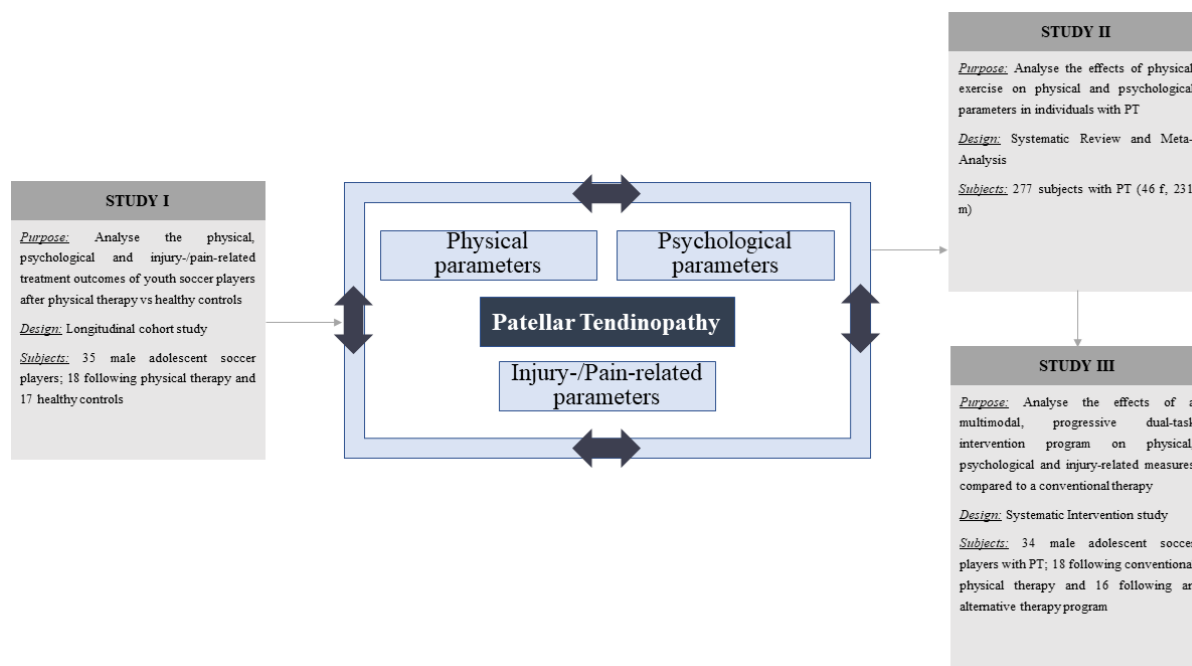 STUDY I
Purpose: Analyse the physical,
psychological and injury-/pain-related
treatment outcomes of youth soccer players
after physical therapy vs healthy controls
Design: Longitudinal cohort study
Subjects: 35 male adolescent soccer
players; 18 following physical therapy and
17 healthy controls
Physical
parameters
Psychological
parameters
Patellar Tendinopathy
Injury-/Pain-related
parameters
STUDY II
Purpose: Analyse the effects of physical
exercise on physical and psychological
parameters in individuals with PT
Design: Systematic Review and Meta-
Analysis
Subjects: 277 subjects with PT (46 f, 231
m)
STUDY III
Purpose: Analyse the effects of a
multimodal, progressive dual-task
intervention program on physical,
psychological and injury-related measures
compared to a conventional therapy
Design: Systematic Intervention study
Subjects: 34 male adolescent soccer
players with PT; 18 following conventional
physical therapy and 16 following an
alternative therapy program